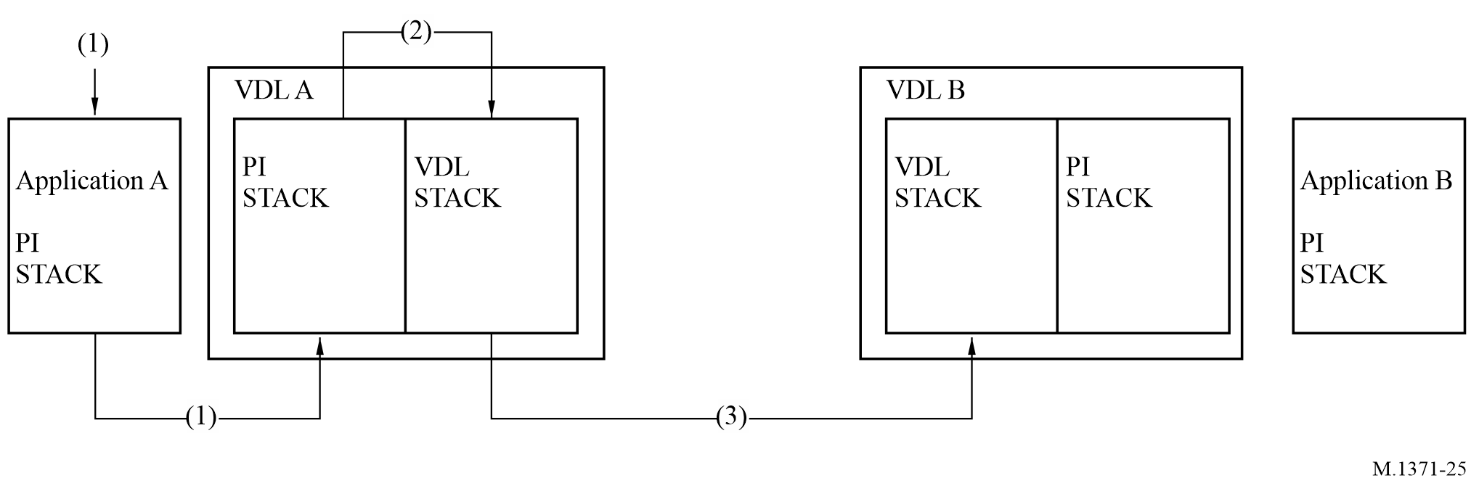 (1)
(2)
VDL A
VDL B
Application A
PI
STACK
PI
STACK
VDL
STACK
VDL
STACK
PI
STACK
Application B
PI
STACK
(1)
(3)
M.1371-25